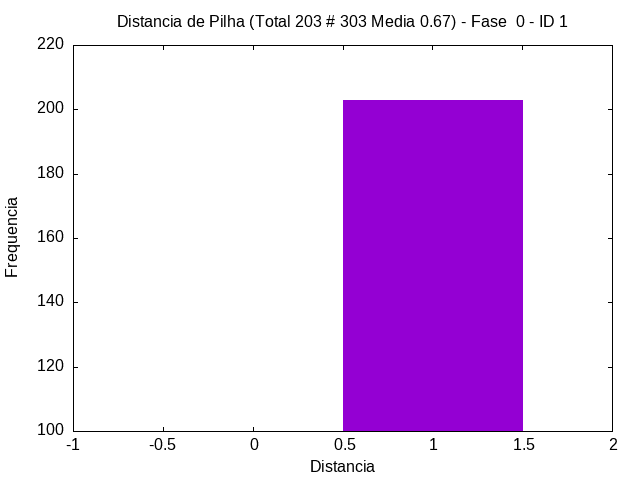 Distancia de Pilha (Total 203 # 303 Media 0.67) - Fase  0 - ID 1
220
200
180
160
140
120
100
Frequencia
-1 -0.5 0 0.5 1 1.5 2
Distancia